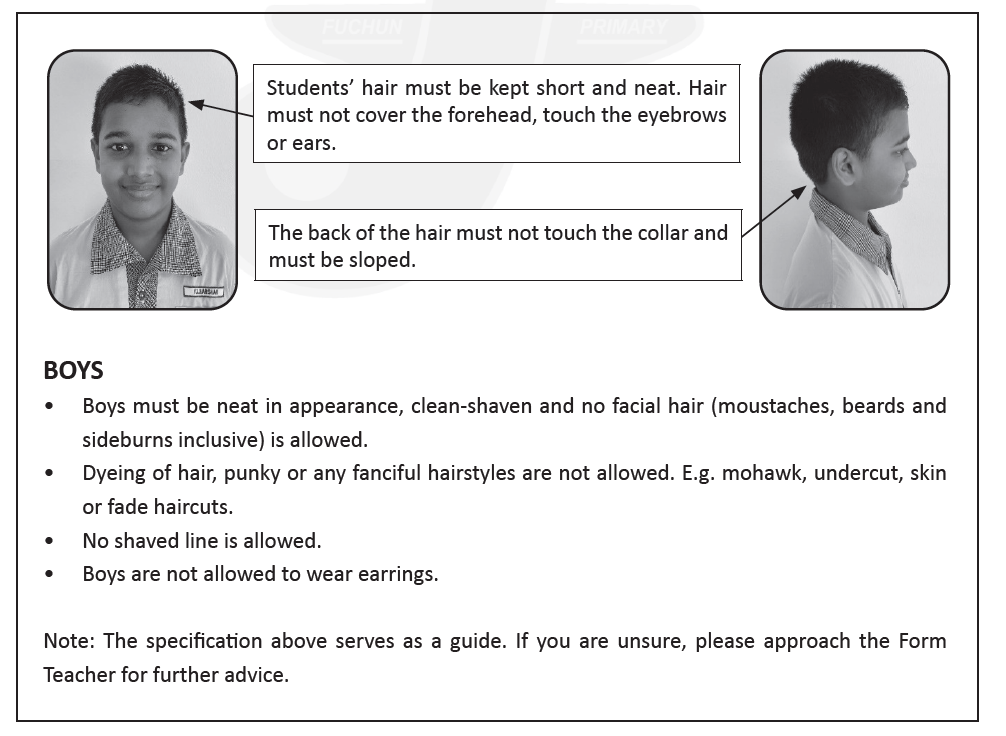 FUCHUN PRIMARY
Students’ hair must be kept short and neat. Hair
must not cover the forehead, touch the eyebrows
or ears.
The back of the hair must not touch the collar and
must be sloped.
BOYS
• Boys must be neat in appearance, clean-shaven and no facial hair (moustaches, beards and
sideburns inclusive) is allowed.
• Dyeing of hair, punky or any fanciful hairstyles are not allowed. E.g. mohawk, undercut, skin
or fade haircuts.
• No shaved line is allowed.
• Boys are not allowed to wear earrings.
Note: The specification above serves as a guide. If you are unsure, please approach the Form
Teacher for further advice.